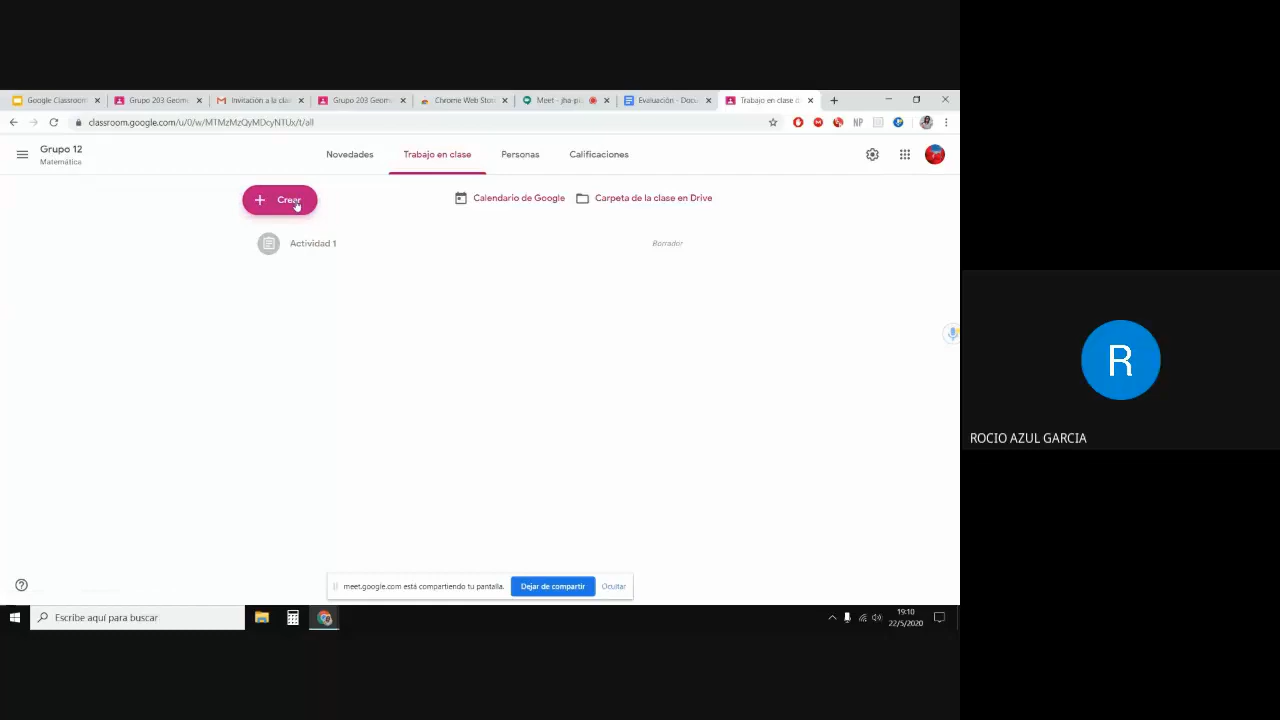 Google Classroom
Grupo 203 Geom
Invitación a la cla
Grupo 203 Geom
Chrome Web Sto
Meet - jha-p
Evaluación - Doc
Trabajo en clase d
classroom.google.com/u/0/w/MTMzMzQyMDcyNTUx/t/all
NP
Grupo 12
Matemática
Novedades
Trabajo en clase
Personas
Calificaciones
Crear
Calendario de Google
Carpeta de la clase en Drive
Actividad 1
Borrador
R
ROCIO AZUL GARCIA
meet.google.com está compartiendo tu pantalla.
Dejar de compartir
Ocultar
Escribe aquí para buscar
19:10
22/5/2020